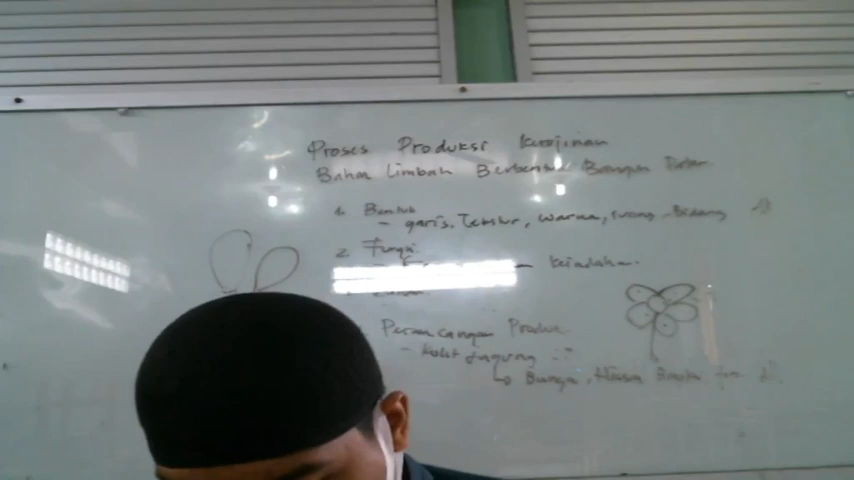 Proses Produksi Kerajinan
Bahan Limbah Berbentuk Bangun Datar
1. Bentuk
- garis, Tekstur, warna, ruang, Bidang
2. Fungsi
- Keindahan.
Perancangan Produk
- Kulit Jagung
↳ Bunga, Hiasan